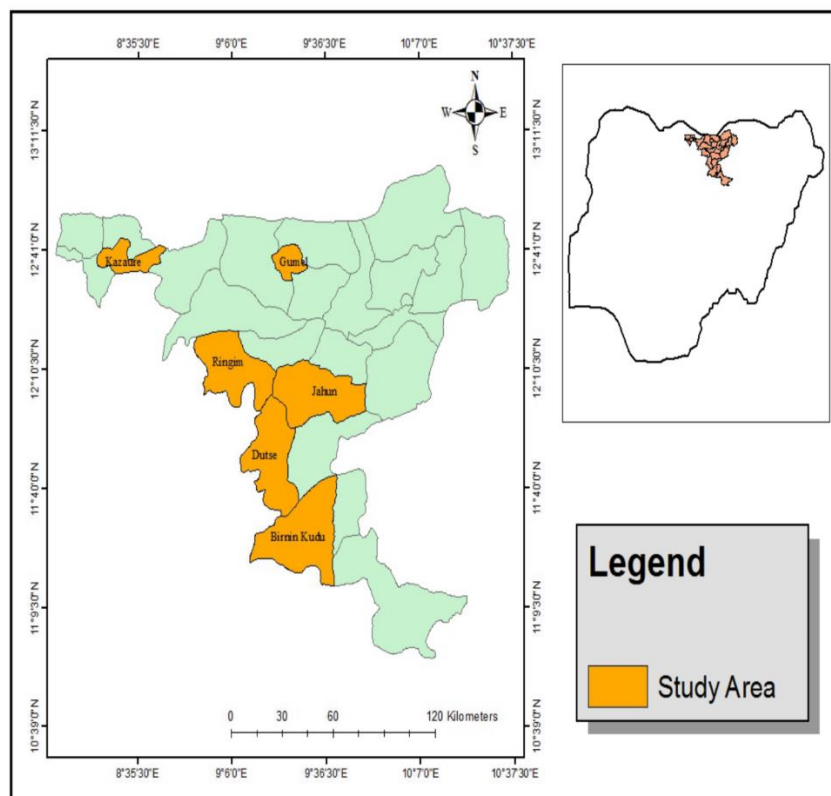 8°35'30"E 9°6'0"E 9°36'30"E 10°7'0"E 10°37'30"E
N
W E
S
13°11'30"N 13°11'30"N
12°41'0"N 12°41'0"N
Kazaure Gumel
12°10'30"N 12°10'30"N
Ringim
Jahun
Dutse
11°40'0"N 11°40'0"N
Birnin Kudu
Legend
Study Area
11°9'30"N 11°9'30"N
0 30 60 120 Kilometers
10°39'0"N 10°39'0"N
8°35'30"E 9°6'0"E 9°36'30"E 10°7'0"E 10°37'30"E